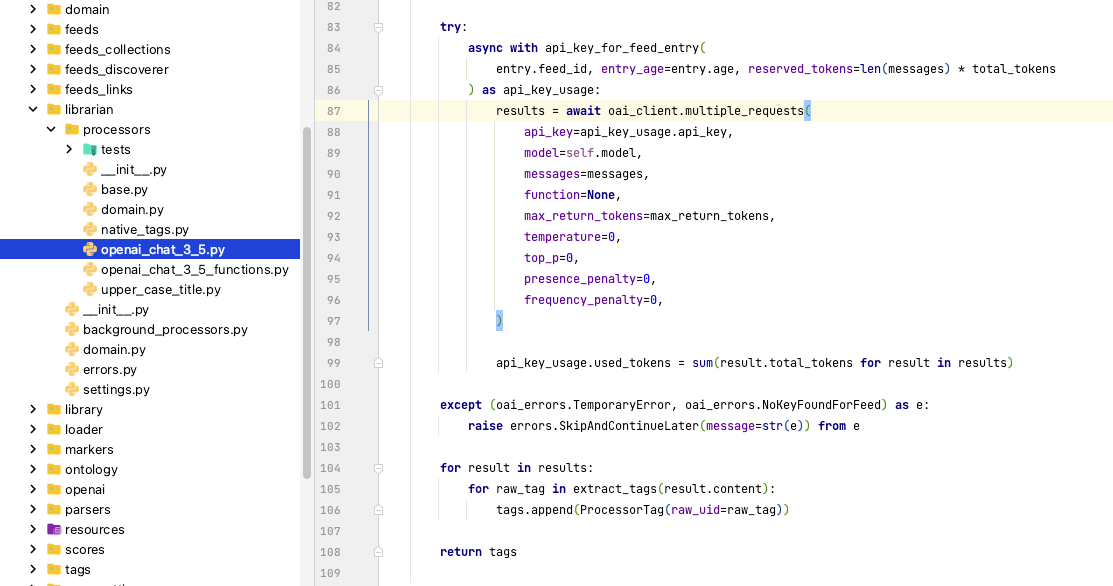 domain
feeds
feeds_collections
feeds_discoverer
feeds_links
librarian
processors
tests
__init__.py
base.py
domain.py
native_tags.py
openai_chat_3_5.py
openai_chat_3_5_functions.py
upper_case_title.py
__init__.py
background_processors.py
domain.py
errors.py
settings.py
library
loader
markers
ontology
openai
parsers
resources
scores
tags
82
83 try:
84 async with api_key_for_feed_entry(
85 entry.feed_id, entry_age=entry.age, reserved_tokens=len(messages) * total_tokens
86 ) as api_key_usage:
87 results = await oai_client.multiple_requests(
88 api_key=api_key_usage.api_key,
89 model=self.model,
90 messages=messages,
91 function=None,
92 max_return_tokens=max_return_tokens,
93 temperature=0,
94 top_p=0,
95 presence_penalty=0,
96 frequency_penalty=0,
97 )
98
99 api_key_usage.used_tokens = sum(result.total_tokens for result in results)
100
101 except (oai_errors.TemporaryError, oai_errors.NoKeyFoundForFeed) as e:
102 raise errors.SkipAndContinueLater(message=str(e)) from e
103
104 for result in results:
105 for raw_tag in extract_tags(result.content):
106 tags.append(ProcessorTag(raw_uid=raw_tag))
107
108 return tags
109